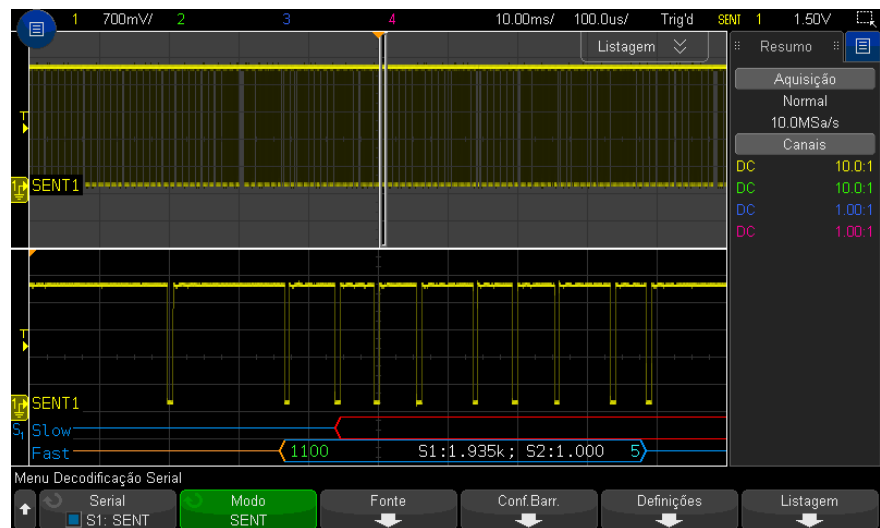 1 700mV/ 2 3 4 10.00ms/ 100.0us/ Trig'd SENT 1 1.50V
Listagem
Resumo
Aquisição
Normal
10.0MSa/s
Canais
DC 10.0:1
DC 10.0:1
DC 1.00:1
DC 1.00:1
T
1 SENT1
T
1 SENT1
S1 Slow
Fast 1100 S1:1.935k; S2:1.000 5
Menu Decodificação Serial
Serial
S1: SENT
Modo
SENT
Fonte
Conf.Barr.
Definições
Listagem